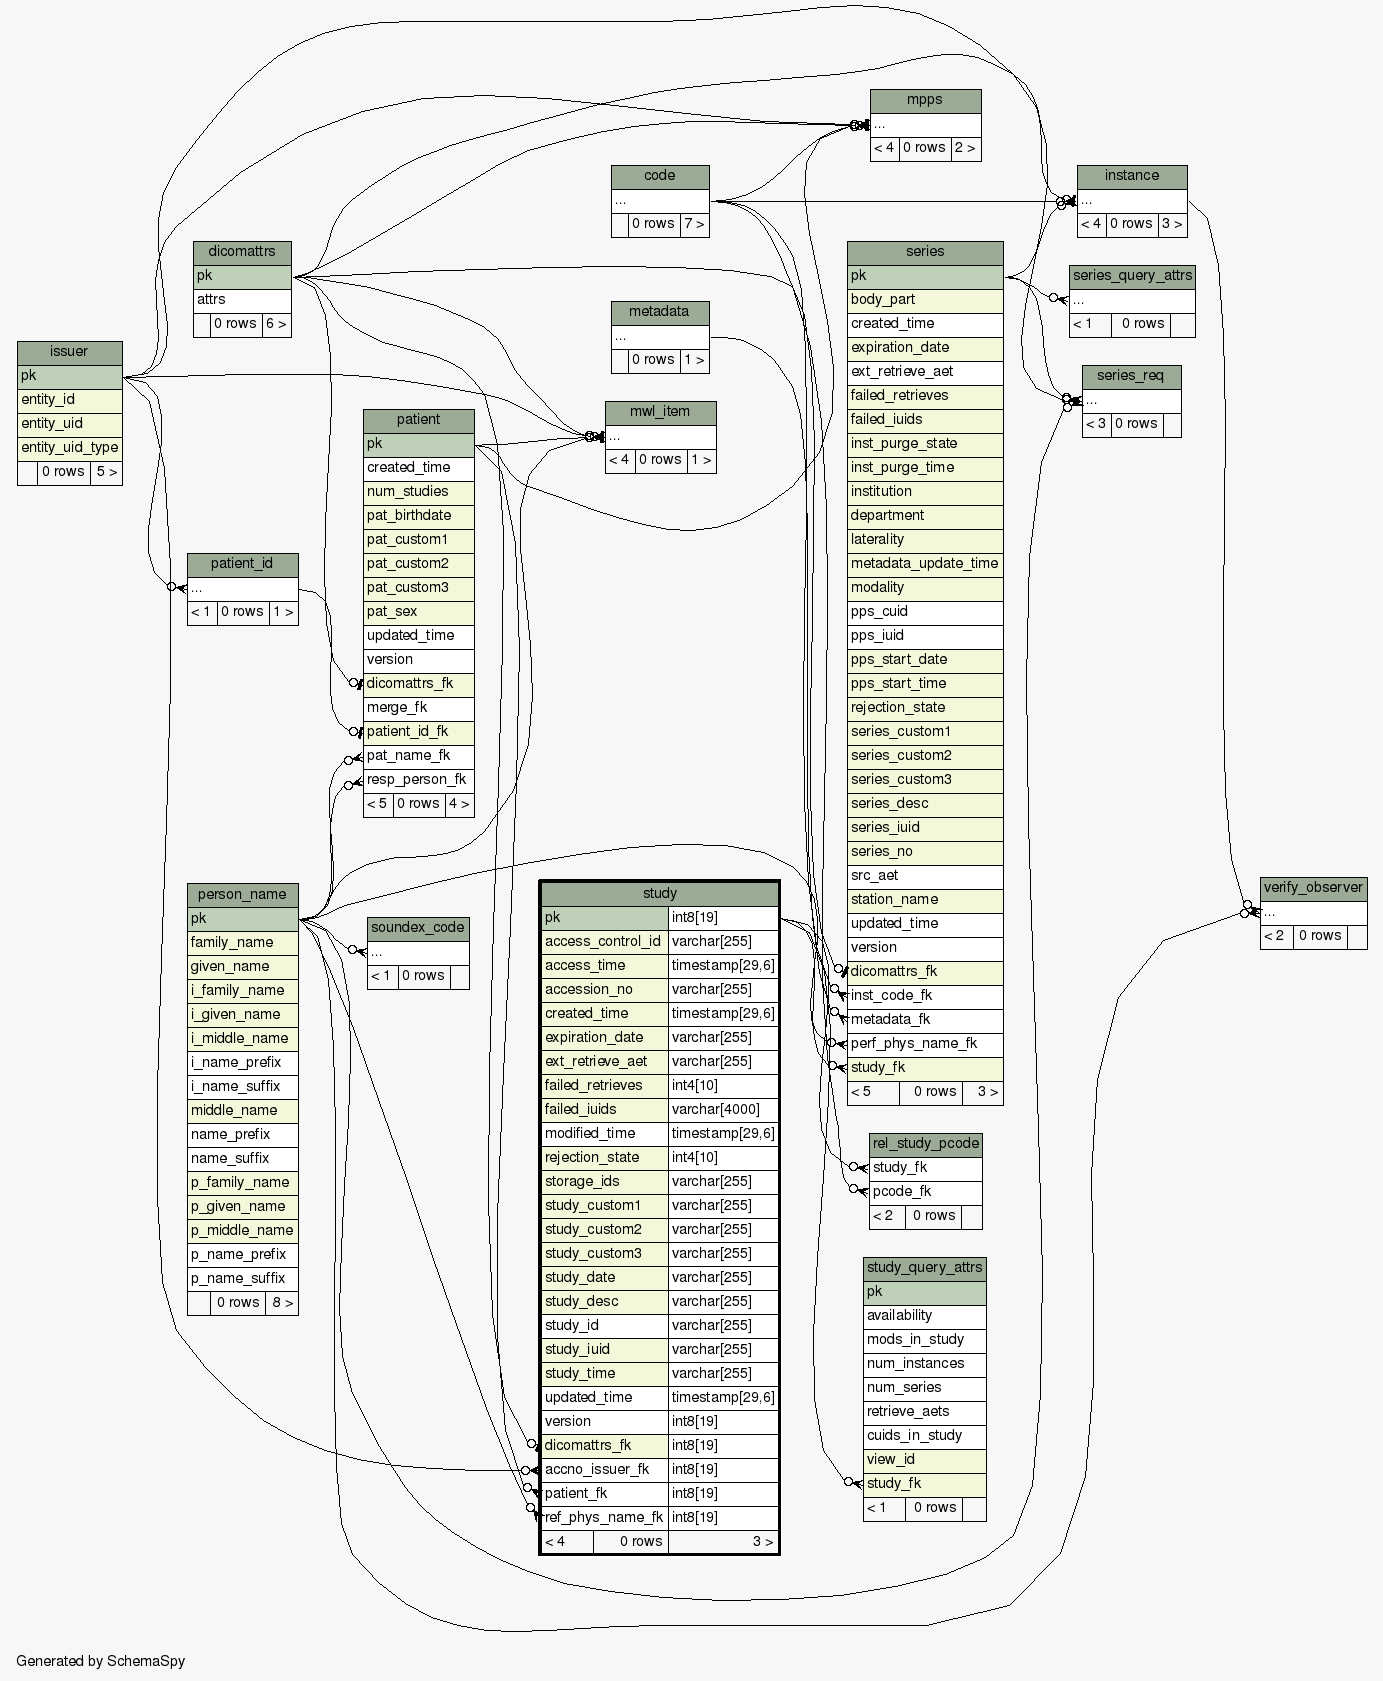 mpps
...
< 4 0 rows 2 >
code
...
0 rows 7 >
instance
...
< 4 0 rows 3 >
dicomattrs
pk
attrs
0 rows 6 >
series
pk
body_part
created_time
expiration_date
ext_retrieve_aet
failed_retrieves
failed_iuids
inst_purge_state
inst_purge_time
institution
department
laterality
metadata_update_time
modality
pps_cuid
pps_iuid
pps_start_date
pps_start_time
rejection_state
series_custom1
series_custom2
series_custom3
series_desc
series_iuid
series_no
src_aet
station_name
updated_time
version
dicomattrs_fk
inst_code_fk
metadata_fk
perf_phys_name_fk
study_fk
< 5 0 rows 3 >
series_query_attrs
...
< 1 0 rows
metadata
...
0 rows 1 >
issuer
pk
entity_id
entity_uid
entity_uid_type
0 rows 5 >
series_req
...
< 3 0 rows
mwl_item
...
< 4 0 rows 1 >
patient
pk
created_time
num_studies
pat_birthdate
pat_custom1
pat_custom2
pat_custom3
pat_sex
updated_time
version
dicomattrs_fk
merge_fk
patient_id_fk
pat_name_fk
resp_person_fk
< 5 0 rows 4 >
patient_id
...
< 1 0 rows 1 >
person_name
pk
family_name
given_name
i_family_name
i_given_name
i_middle_name
i_name_prefix
i_name_suffix
middle_name
name_prefix
name_suffix
p_family_name
p_given_name
p_middle_name
p_name_prefix
p_name_suffix
0 rows 8 >
soundex_code
...
< 1 0 rows
study
pk int8[19]
access_control_id varchar[255]
access_time timestamp[29,6]
accession_no varchar[255]
created_time timestamp[29,6]
expiration_date varchar[255]
ext_retrieve_aet varchar[255]
failed_retrieves int4[10]
failed_iuids varchar[4000]
modified_time timestamp[29,6]
rejection_state int4[10]
storage_ids varchar[255]
study_custom1 varchar[255]
study_custom2 varchar[255]
study_custom3 varchar[255]
study_date varchar[255]
study_desc varchar[255]
study_id varchar[255]
study_iuid varchar[255]
study_time varchar[255]
updated_time timestamp[29,6]
version int8[19]
dicomattrs_fk int8[19]
accno_issuer_fk int8[19]
patient_fk int8[19]
ref_phys_name_fk int8[19]
< 4 0 rows 3 >
verify_observer
...
< 2 0 rows
rel_study_pcode
study_fk
pcode_fk
< 2 0 rows
study_query_attrs
pk
availability
mods_in_study
num_instances
num_series
retrieve_aets
cuids_in_study
view_id
study_fk
< 1 0 rows
Generated by SchemaSpy